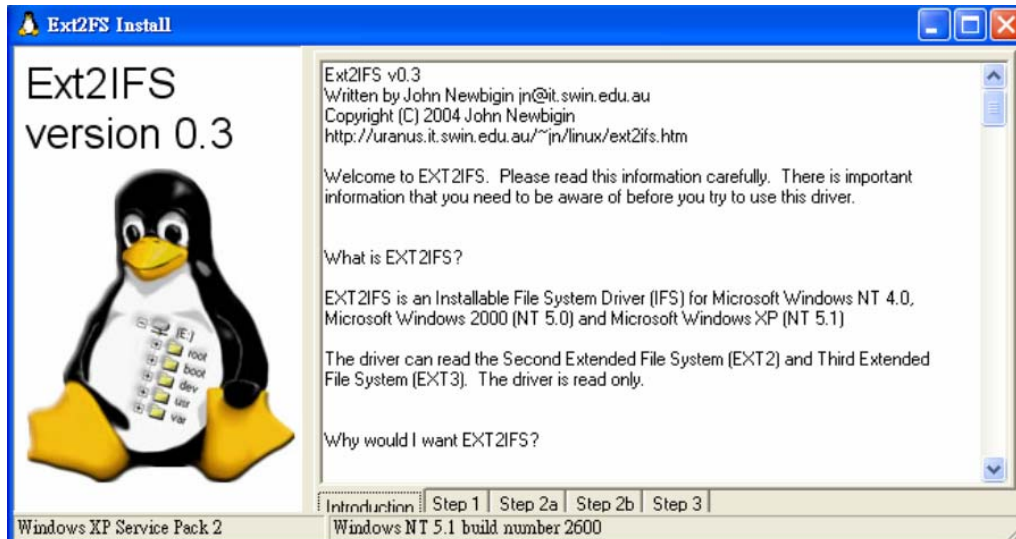 Ext2FS Install
Ext2IFS
version 0.3
(E:)
root
boot
dev
usr
var
Ext2IFS v0.3
Written by John Newbigin jn@it.swin.edu.au
Copyright (C) 2004 John Newbigin
http://uranus.it.swin.edu.au/~jn/linux/ext2ifs.htm
Welcome to EXT2IFS.  Please read this information carefully.  There is important
information that you need to be aware of before you try to use this driver.
What is EXT2IFS?
EXT2IFS is an Installable File System Driver (IFS) for Microsoft Windows NT 4.0,
Microsoft Windows 2000 (NT 5.0) and Microsoft Windows XP (NT 5.1)
The driver can read the Second Extended File System (EXT2) and Third Extended
File System (EXT3).  The driver is read only.
Why would I want EXT2IFS?
Introduction Step 1 Step 2a Step 2b Step 3
Windows XP Service Pack 2 Windows NT 5.1 build number 2600